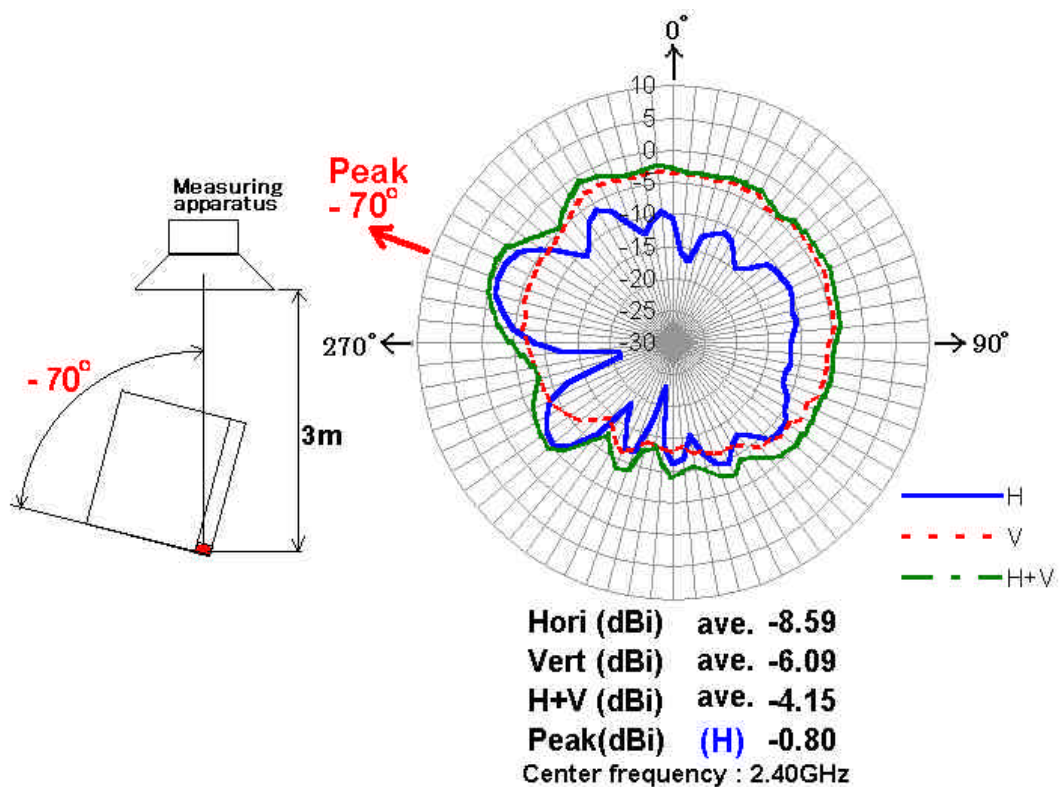 0°
10
5
0
-5
-10
-15
-20
-25
-30
Peak
- 70°
Measuring
apparatus
270°
90°
- 70°
3m
H
V
H+V
Hori (dBi) ave. -8.59
Vert (dBi) ave. -6.09
H+V (dBi) ave. -4.15
Peak(dBi) (H) -0.80
Center frequency : 2.40GHz